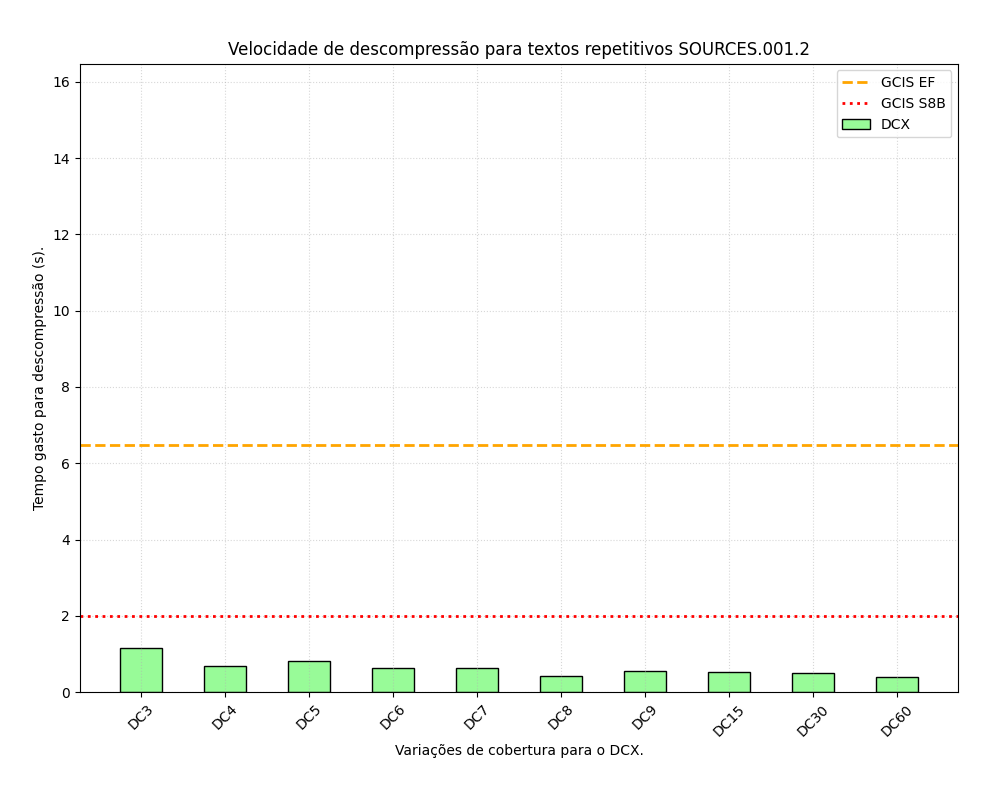 Velocidade de descompressão para textos repetitivos SOURCES.001.2
GCIS EF
GCIS S8B
DCX
Tempo gasto para descompressão (s).
16
14
12
10
8
6
4
2
0
DC3 DC4 DC5 DC6 DC7 DC8 DC9 DC15 DC30 DC60
Variações de cobertura para o DCX.